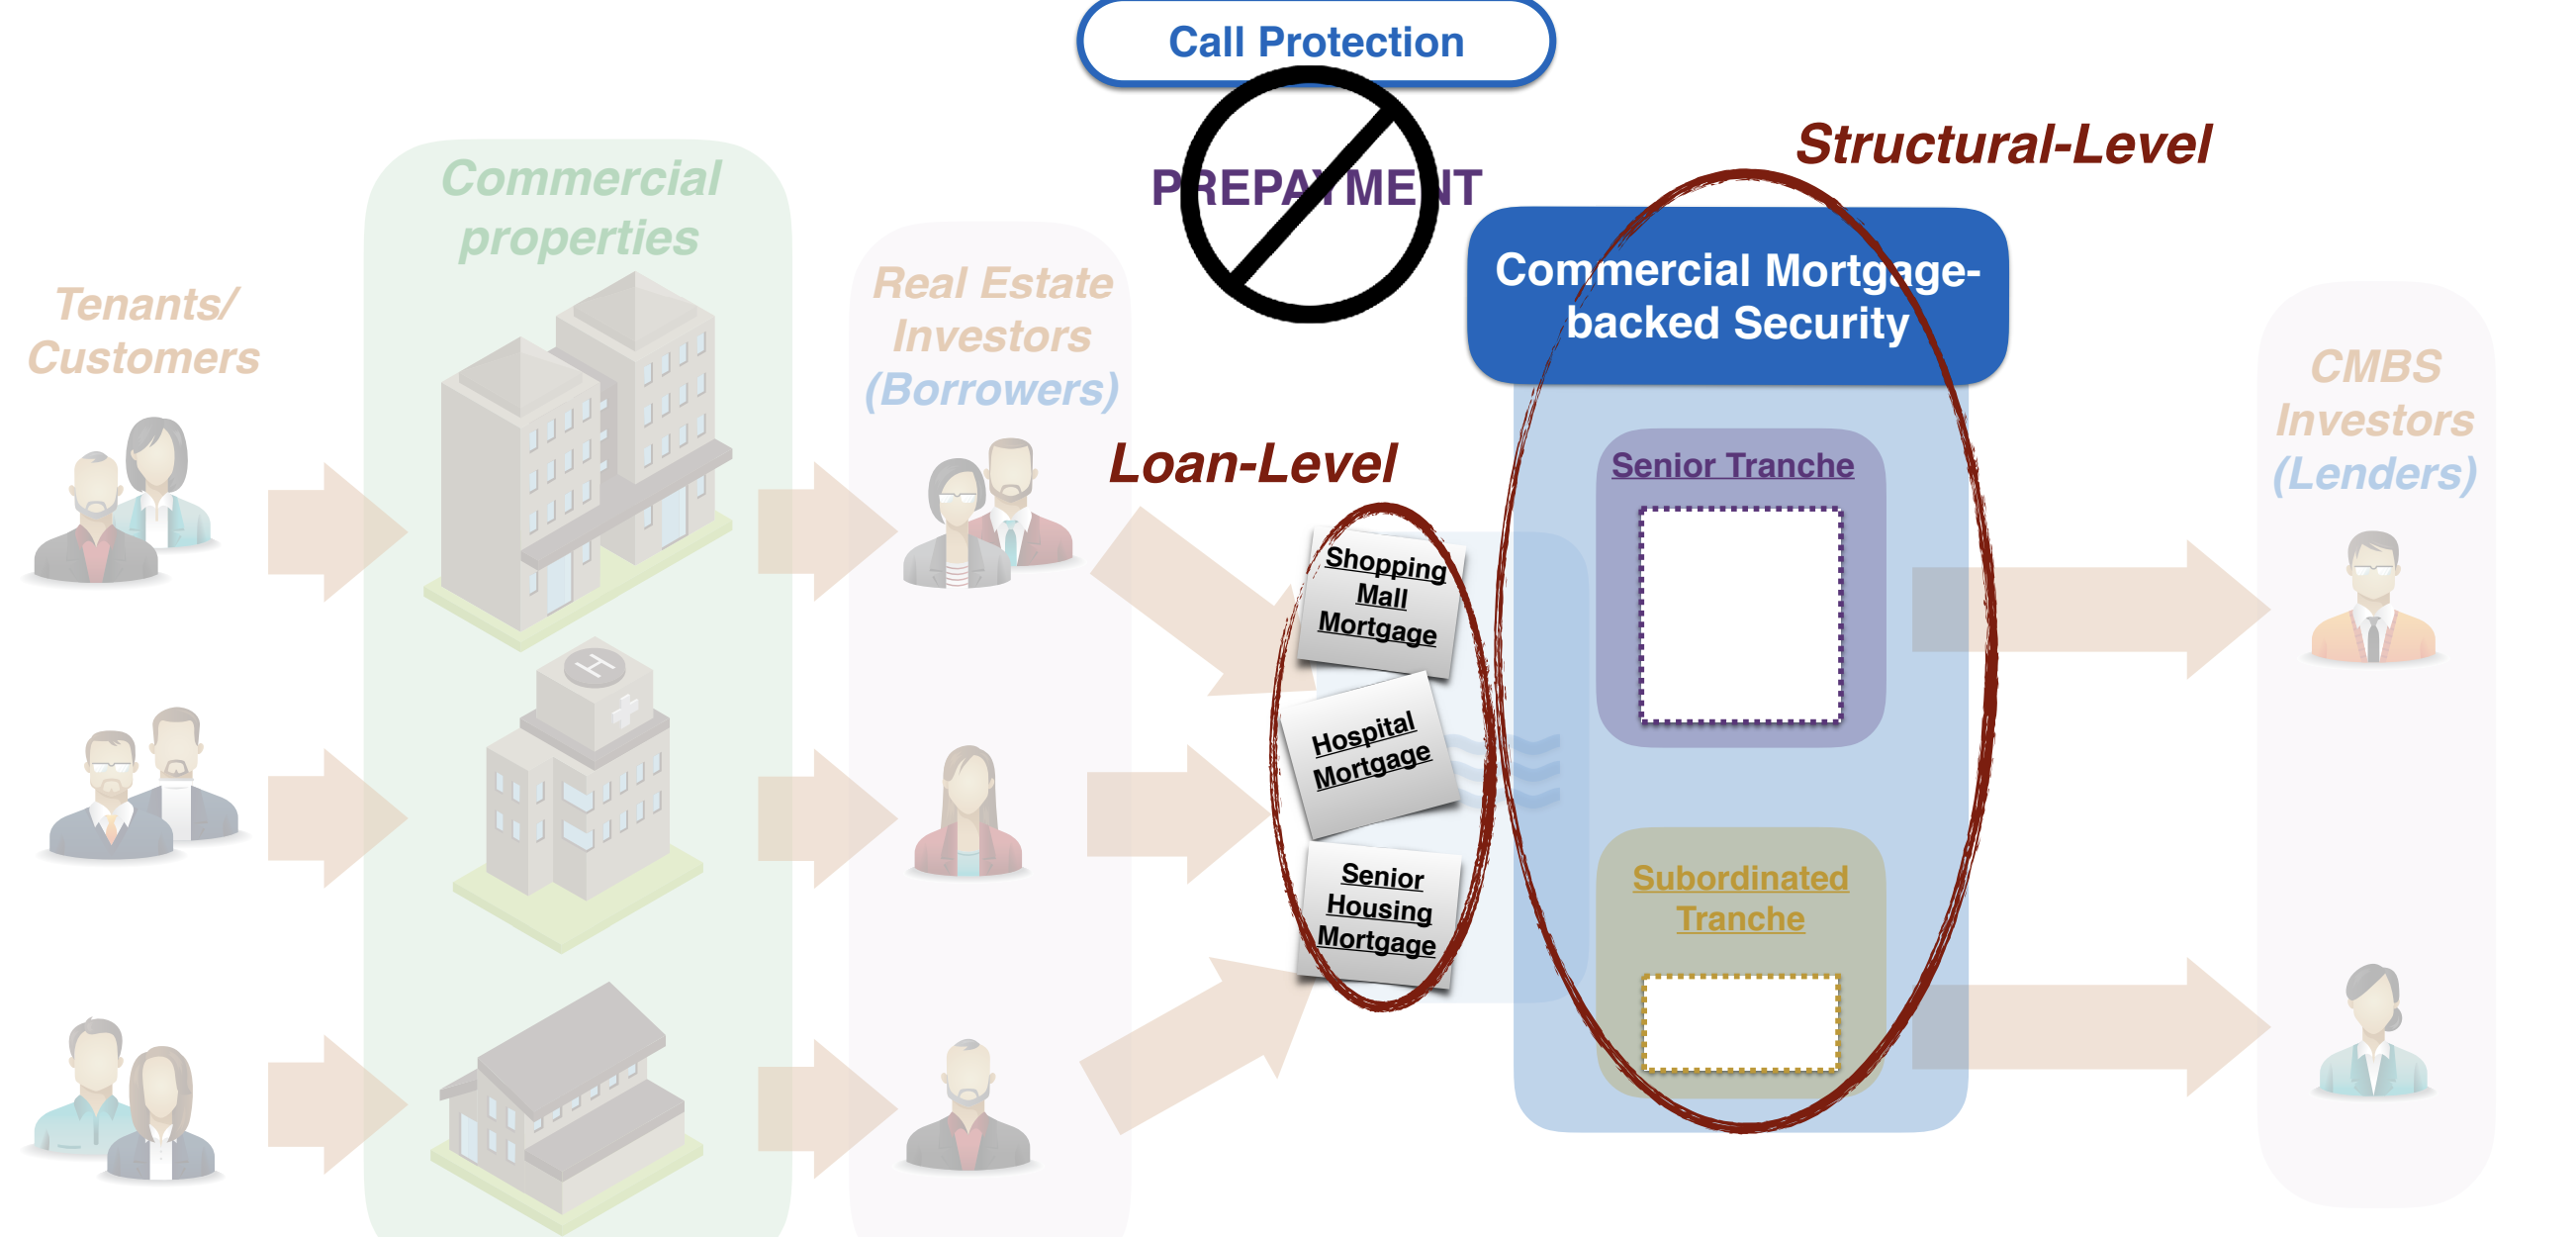 Call Protection
PREPAYMENT
Structural-Level
Commercial
properties
Tenants/
Customers
Real Estate
Investors
(Borrowers)
Commercial Mortgage-
backed Security
CMBS
Investors
(Lenders)
Loan-Level
Senior Tranche
Shopping
Mall
Mortgage
Hospital
Mortgage
Senior
Housing
Mortgage
Subordinated
Tranche
H